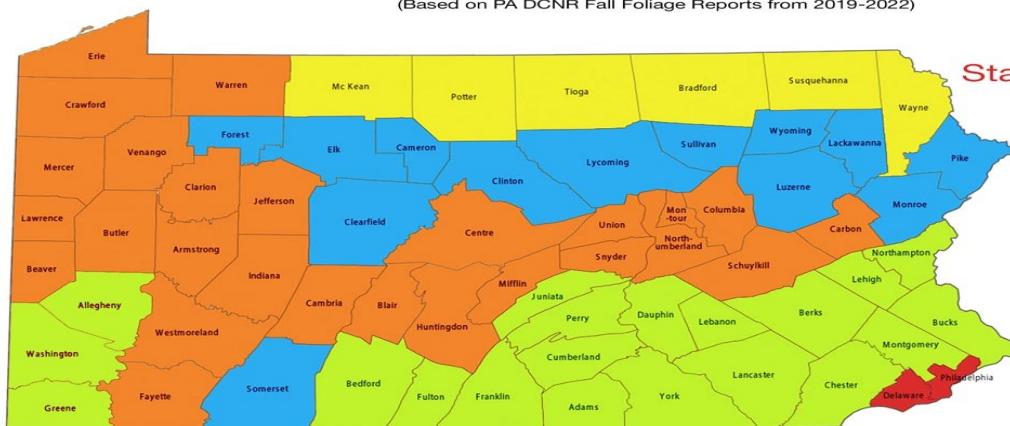 (Based on PA DCNR Fall Foliage Reports from 2019-2022)
Sta
Erie
Warren
Mc Kean
Potter
Tioga
Bradford
Susquehanna
Wayne
Crawford
Forest
Elk
Cameron
Clinton
Lycoming
Sullivan
Wyoming
Lackawanna
Pike
Mercer
Venango
Clarion
Jefferson
Clearfield
Centre
Union
Mon
-tour
Columbia
Luzerne
Monroe
Lawrence
Butler
Armstrong
Indiana
North-
umberland
Snyder
Schuylkill
Carbon
Northampton
Beaver
Allegheny
Westmoreland
Cambria
Blair
Huntingdon
Mifflin
Juniata
Perry
Dauphin
Lebanon
Berks
Lehigh
Bucks
Montgomery
Washington
Greene
Fayette
Somerset
Bedford
Fulton
Franklin
Cumberland
Adams
York
Lancaster
Chester
Delaware
Philadelphia